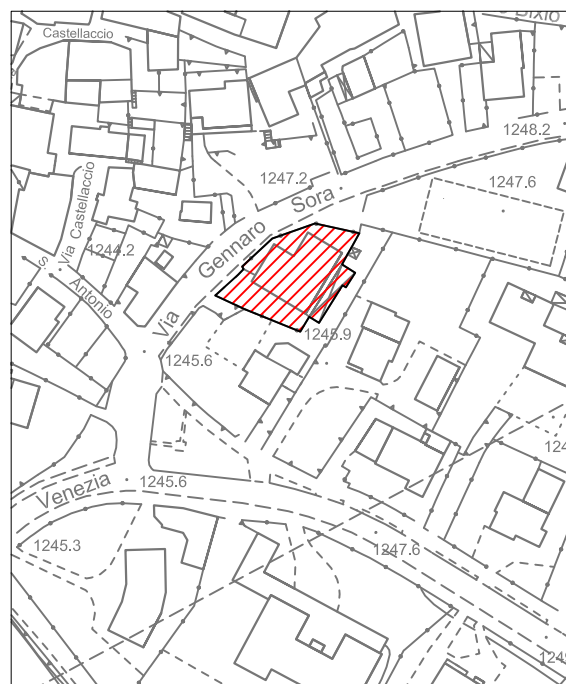 Castellaccio
Bixio
1248.2
1247.2
1247.6
Via Gennaro Sora
Via Castellaccio
1244.2
S. Antonio
1245.9
1245.6
Venezia
1245.6
1245.3
1247.6